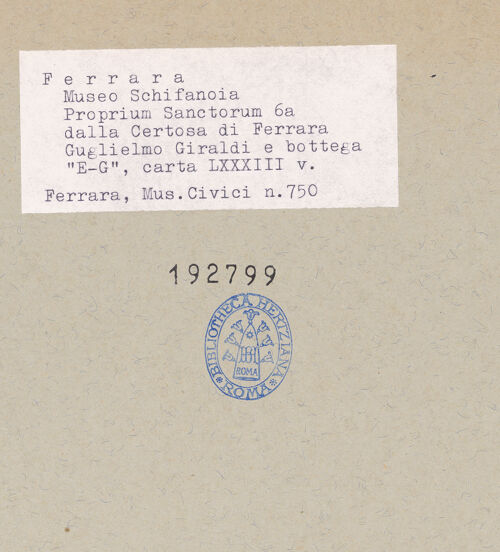 F e r r a r a
Museo Schifanoia
Proprium Sanctorum 6a
dalla Certosa di Ferrara
Guglielmo Giraldi e bottega
"E-G", carta LXXXIII v.
Ferrara, Mus.Civici n.750
192799
BIBLIOTHECA HERTZIANA
ROMA
* ROMA *